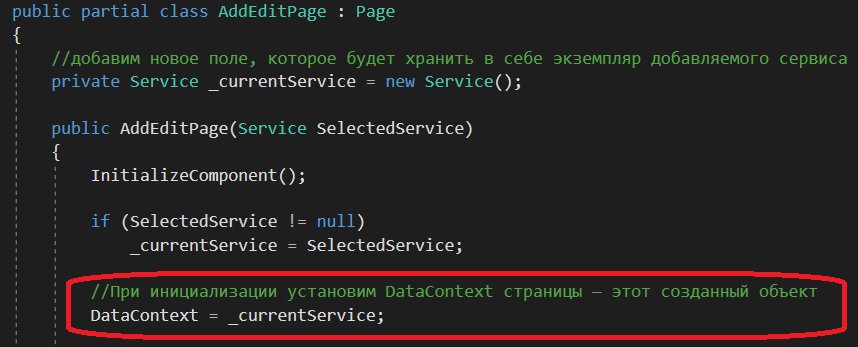 public partial class AddEditPage : Page
{
//добавим новое поле, которое будет хранить в себе экземпляр добавляемого сервиса
private Service _currentService = new Service();
public AddEditPage(Service SelectedService)
{
InitializeComponent();
if (SelectedService != null)
_currentService = SelectedService;
//При инициализации установим DataContext страницы – этот созданный объект
DataContext = _currentService;